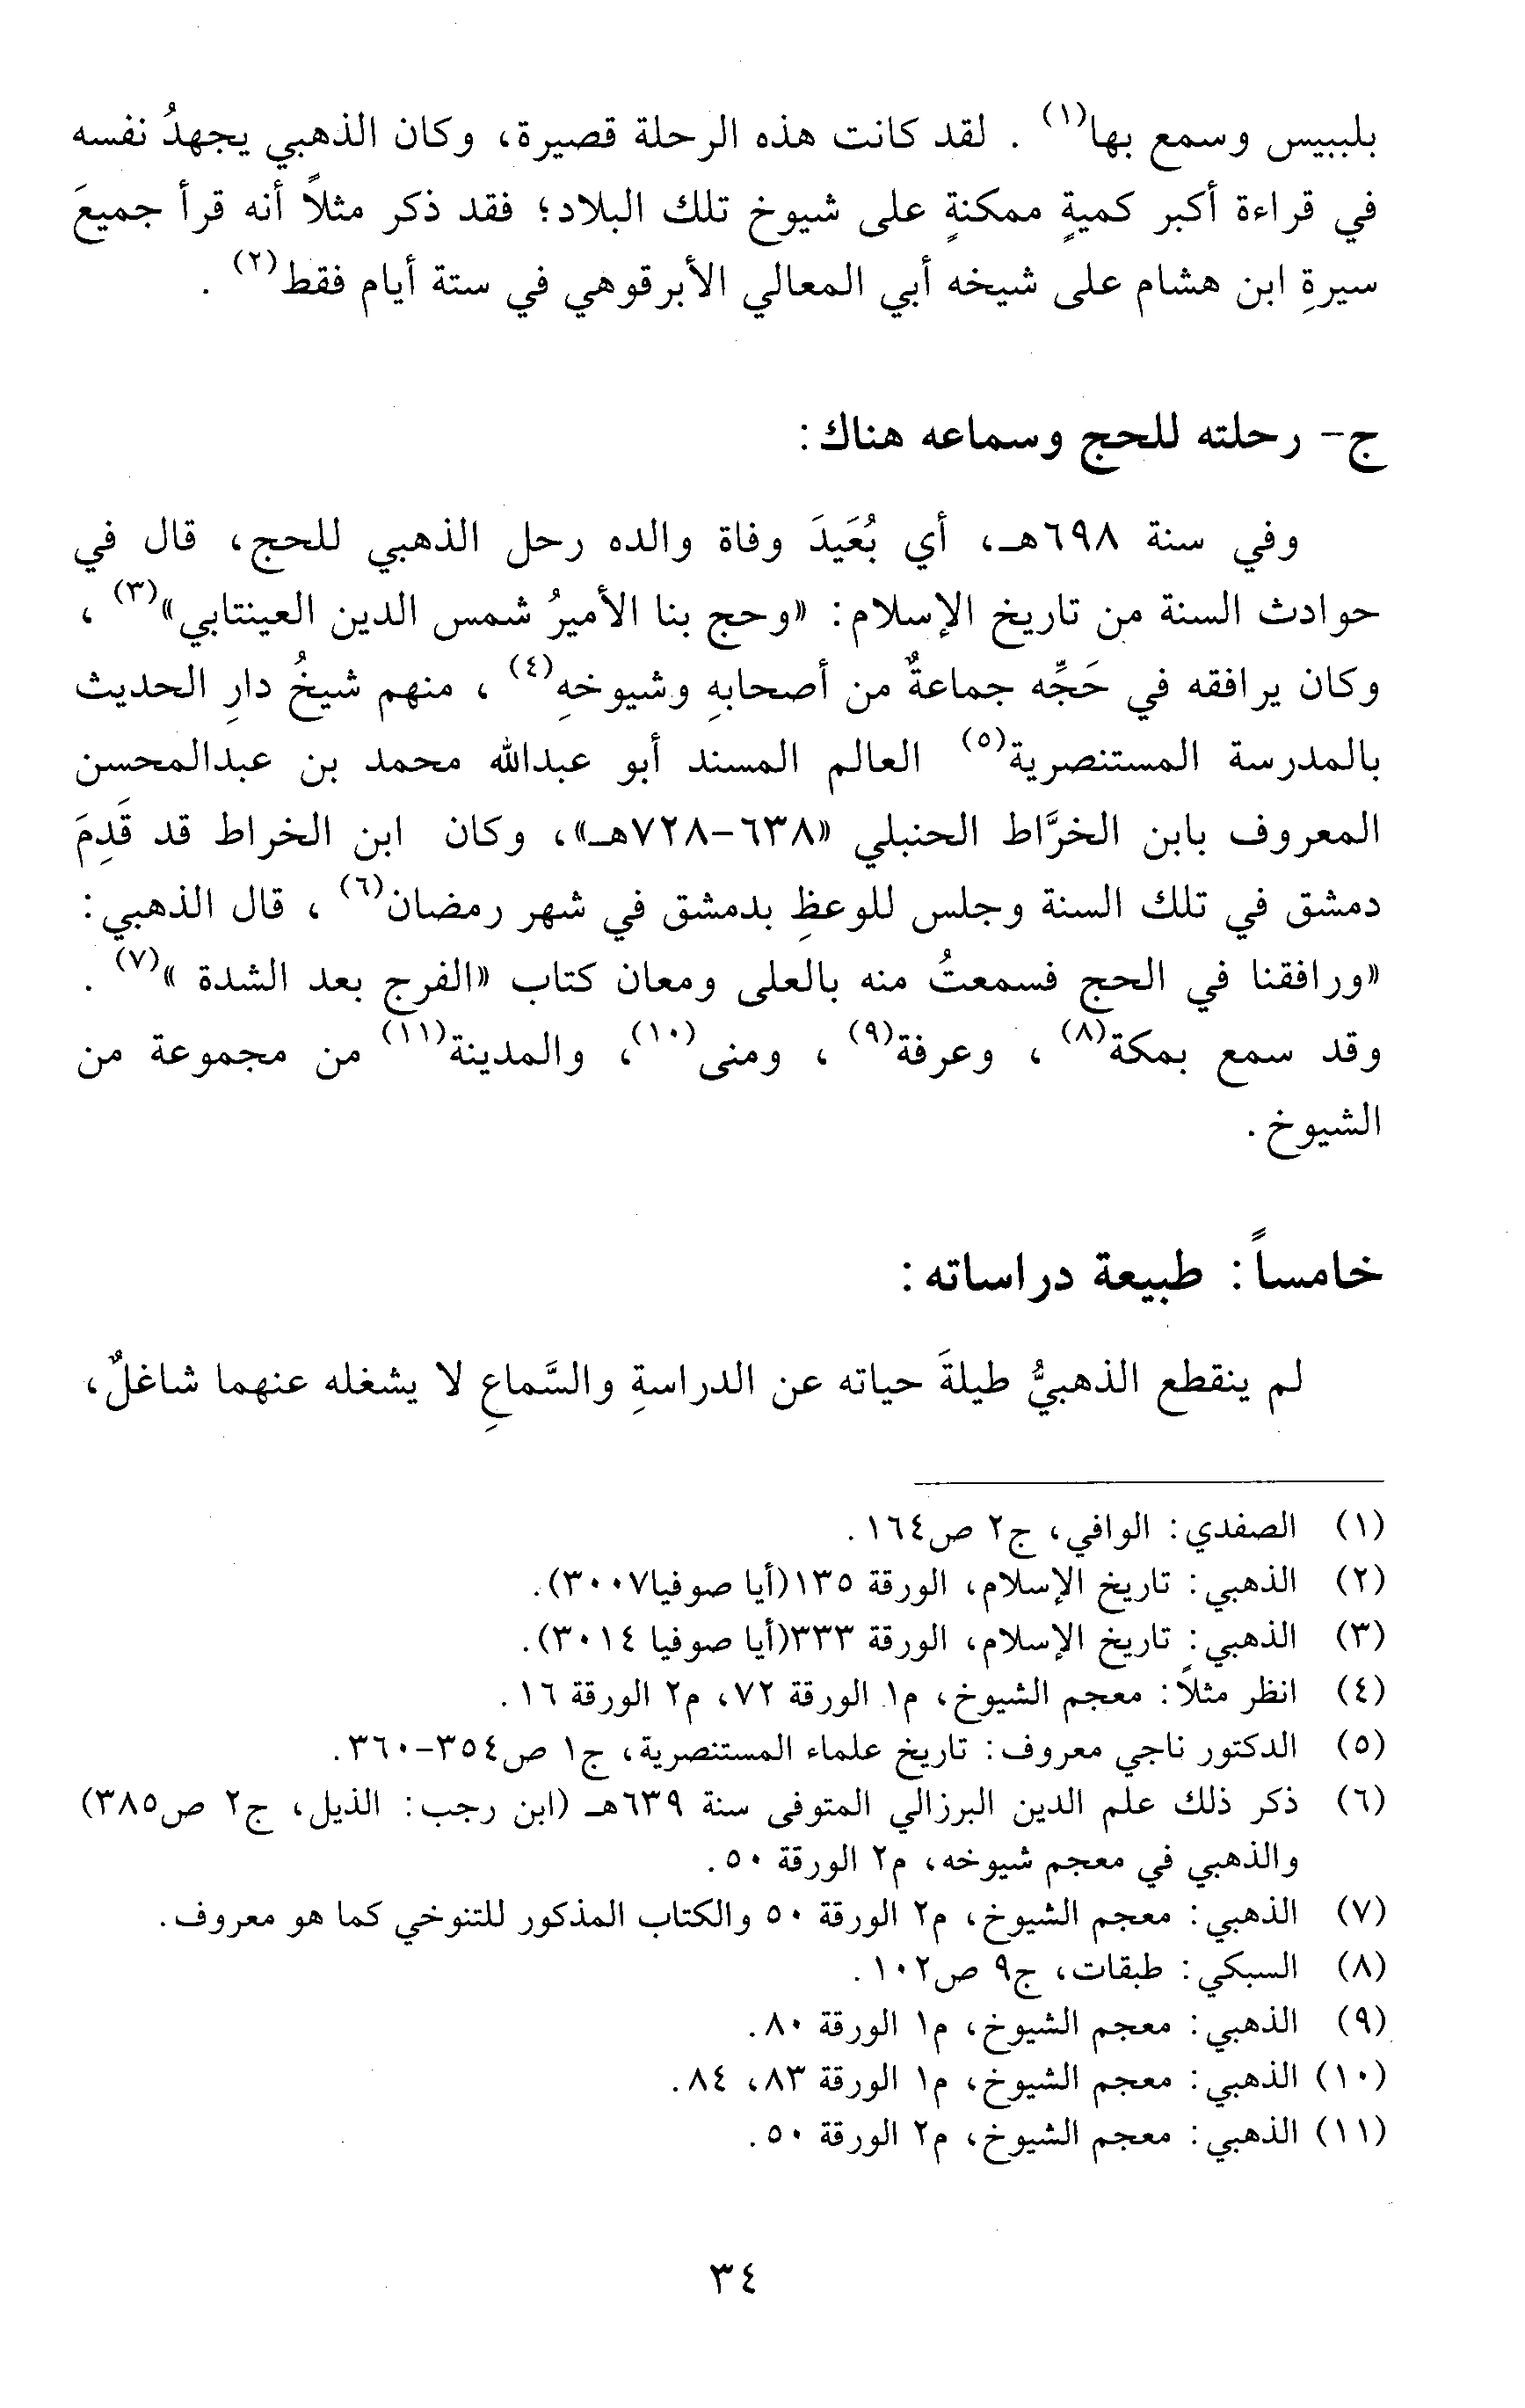 بلبيس وسمع بها(١) . لقد كانت هذه الرحلة قصيرة، وكان الذهبي يجهدُ نفسه
في قراءة أكبر كميةٍ ممكنةٍ على شيوخ تلك البلاد؛ فقد ذكر مثلاً أنه قرأ جميعَ
سيرةِ ابن هشام على شيخه أبي المعالي الأبرقوهي في ستة أيام فقط(٢) .
ج- رحلته للحج وسماعه هناك:
وفي سنة ٦٩٨هـ، أي بُعَيدَ وفاة والده رحل الذهبي للحج، قال في
حوادث السنة من تاريخ الإسلام: «وحج بنا الأميرُ شمس الدين العينتابي»(٣) ،
وكان يرافقه في حَجِّه جماعةٌ من أصحابهِ وشيوخهِ(٤) ، منهم شيخُ دارِ الحديث
بالمدرسة المستنصرية(٥) العالم المسند أبو عبدالله محمد بن عبدالمحسن
المعروف بابن الخرَّاط الحنبلي «٦٣٨-٧٢٨هـ»، وكان ابن الخراط قد قَدِمَ
دمشق في تلك السنة وجلس للوعظِ بدمشق في شهر رمضان(٦) ، قال الذهبي:
«ورافقنا في الحج فسمعتُ منه بالعلى ومعان كتاب «الفرج بعد الشدة »(٧) .
وقد سمع بمكة(٨) ، وعرفة(٩) ، ومنى(١٠)، والمدينة(١١) من مجموعة من
الشيوخ.
خامساً: طبيعة دراساته:
لم ينقطع الذهبيُّ طيلةَ حياته عن الدراسةِ والسَّماعِ لا يشغله عنهما شاغلٌ،
(١) الصفدي: الوافي، ج٢ ص١٦٤.
(٢) الذهبي: تاريخ الإسلام، الورقة ١٣٥(أيا صوفيا٣٠٠٧).
(٣) الذهبي: تاريخ الإسلام، الورقة ٣٣٣(أيا صوفيا ٣٠١٤).
(٤) انظر مثلاً: معجم الشيوخ، م١ الورقة ٧٢، م٢ الورقة ١٦.
(٥) الدكتور ناجي معروف: تاريخ علماء المستنصرية، ج١ ص٣٥٤-٣٦٠.
(٦) ذكر ذلك علم الدين البرزالي المتوفى سنة ٦٣٩هـ (ابن رجب: الذيل، ج٢ ص٣٨٥)
والذهبي في معجم شيوخه، م٢ الورقة ٥٠.
(٧) الذهبي: معجم الشيوخ، م٢ الورقة ٥٠ والكتاب المذكور للتنوخي كما هو معروف.
(٨) السبكي: طبقات، ج٩ ص١٠٢.
(٩) الذهبي: معجم الشيوخ، م١ الورقة ٨٠.
(١٠) الذهبي: معجم الشيوخ، م١ الورقة ٨٣، ٨٤.
(١١) الذهبي: معجم الشيوخ، م٢ الورقة ٥٠.
٣٤